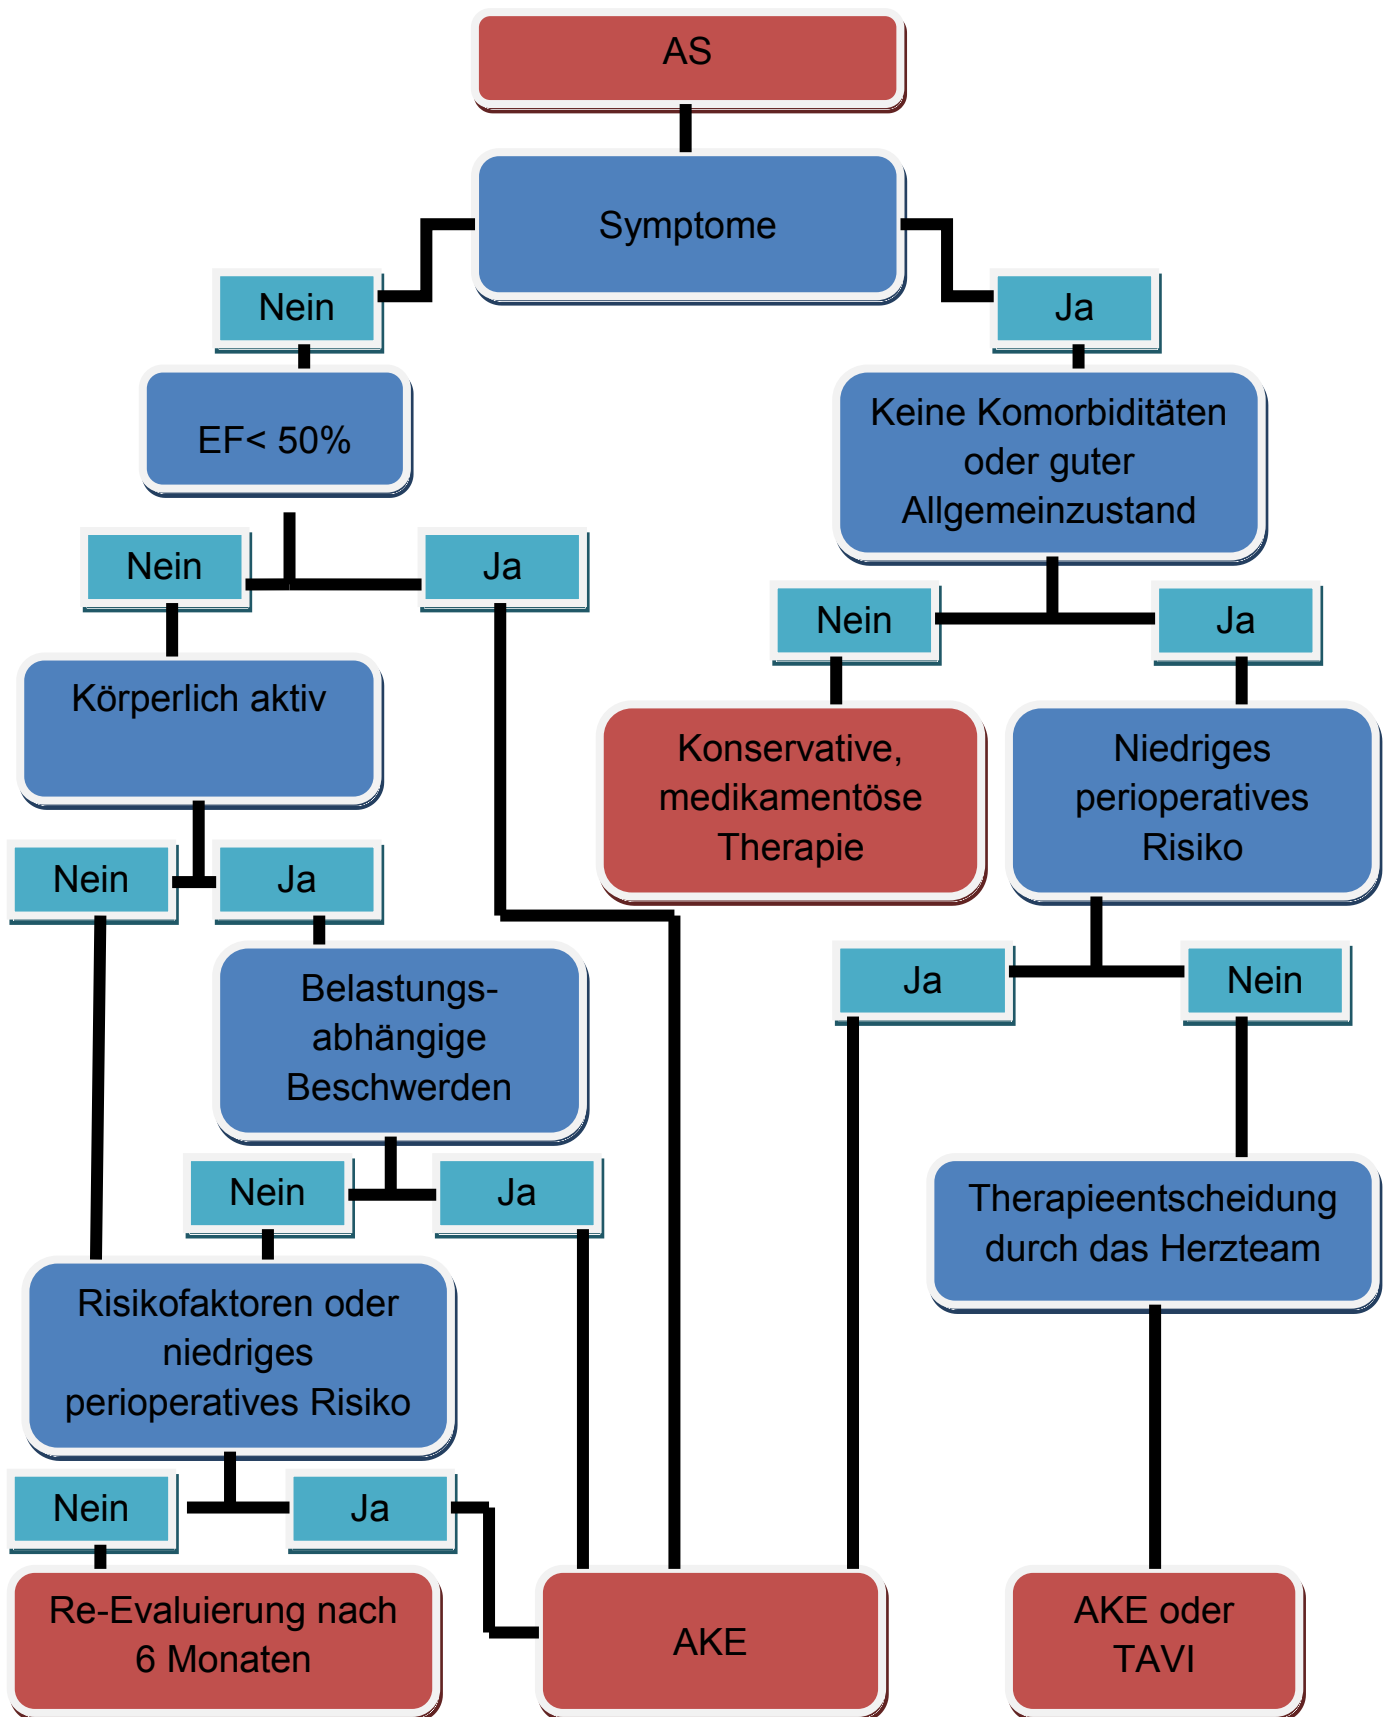 AS
Symptome
Nein
Ja
EF< 50%
Keine Komorbiditäten
oder guter
Allgemeinzustand
Nein
Ja
Nein
Ja
Körperlich aktiv
Konservative,
medikamentöse
Therapie
Niedriges
perioperatives
Risiko
Nein
Ja
Belastungs-
abhängige
Beschwerden
Ja
Nein
Nein
Ja
Therapieentscheidung
durch das Herzteam
Risikofaktoren oder
niedriges
perioperatives Risiko
Nein
Ja
Re-Evaluierung nach
6 Monaten
AKE
AKE oder
TAVI